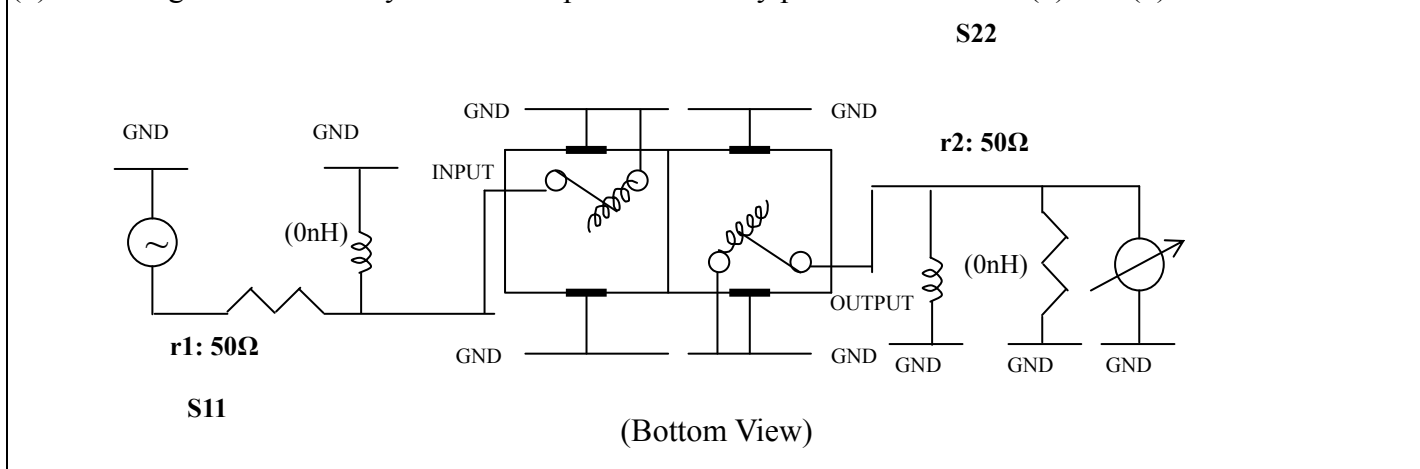 S22
GND
GND
GND
GND
r2: 50Ω
INPUT
(0nH)
(0nH)
OUTPUT
r1: 50Ω
GND
GND
GND
GND
GND
S11
(Bottom View)